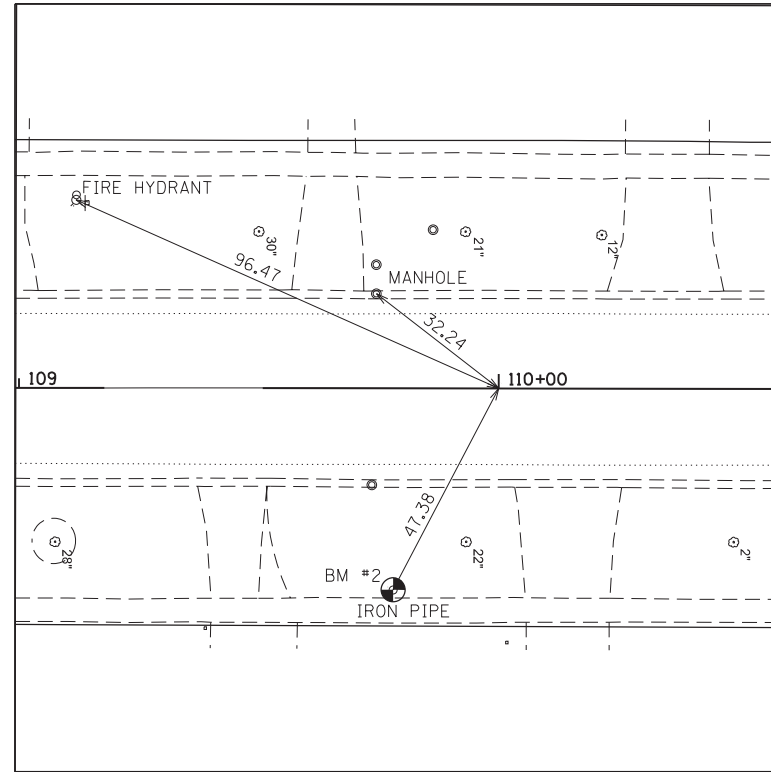 FIRE HYDRANT
30"
21"
12"
96.47
MANHOLE
32.24
109
110+00
47.38
28"
22"
2"
BM #2
IRON PIPE